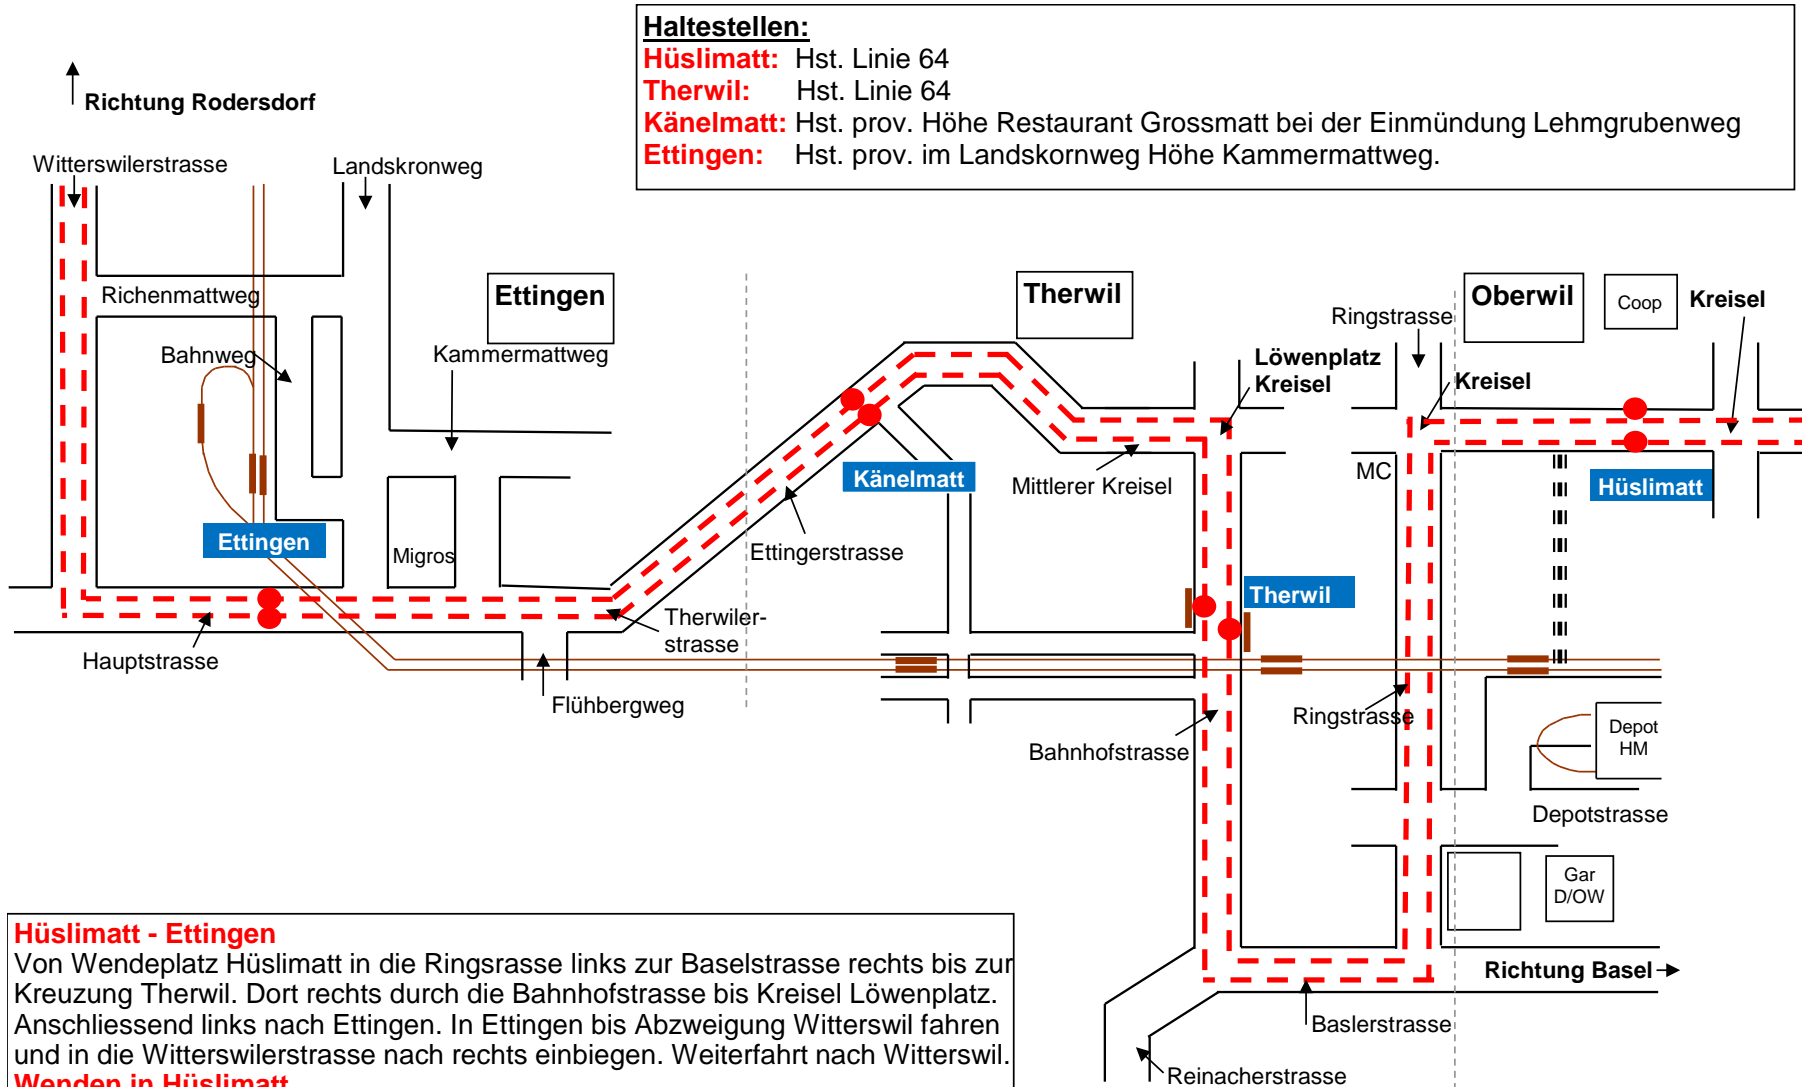 Haltestellen:
Hüslimatt: Hst. Linie 64
Therwil: Hst. Linie 64
Känelmatt: Hst. prov. Höhe Restaurant Grossmatt bei der Einmündung Lehmgrubenweg
Ettingen: Hst. prov. im Landskornweg Höhe Kammermattweg.
Richtung Rodersdorf
Witterswilerstrasse
Landskronweg
Richenmattweg
Ettingen
Therwil
Oberwil
Coop
Kreisel
Ringstrasse
Bahnweg
Kammermattweg
Löwenplatz
Kreisel
Kreisel
MC
Känelmatt
Mittlerer Kreisel
Hüslimatt
Ettingen
Migros
Ettingerstrasse
Therwil
Therwiler-
strasse
Hauptstrasse
Flühbergweg
Ringstrasse
Bahnhofstrasse
Depot
HM
Depotstrasse
Gar
D/OW
Richtung Basel
Baslerstrasse
Reinacherstrasse
Hüslimatt - Ettingen
Von Wendeplatz Hüslimatt in die Ringsrasse links zur Baselstrasse rechts bis zur
Kreuzung Therwil. Dort rechts durch die Bahnhofstrasse bis Kreisel Löwenplatz.
Anschliessend links nach Ettingen. In Ettingen bis Abzweigung Witterswil fahren
und in die Witterswilerstrasse nach rechts einbiegen. Weiterfahrt nach Witterswil.
Wenden in Hüslimatt